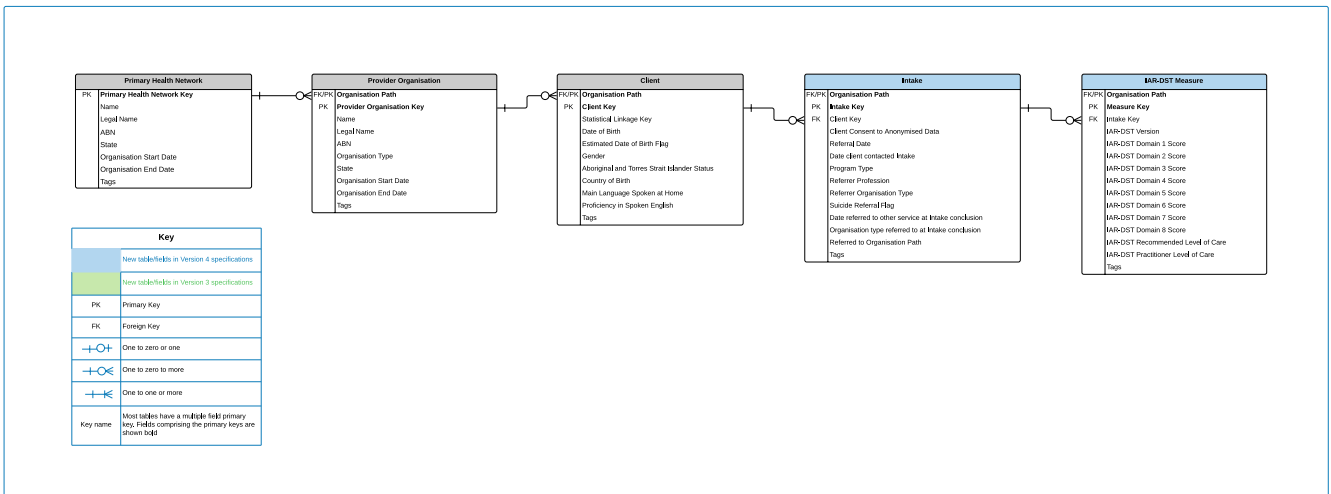 Primary Health Network
PK Primary Health Network Key
Name
Legal Name
ABN
State
Organisation Start Date
Organisation End Date
Tags
Provider Organisation
FK/PK Organisation Path
PK Provider Organisation Key
Name
Legal Name
ABN
Organisation Type
State
Organisation Start Date
Organisation End Date
Tags
Client
FK/PK Organisation Path
PK Client Key
Statistical Linkage Key
Date of Birth
Estimated Date of Birth Flag
Gender
Aboriginal and Torres Strait Islander Status
Country of Birth
Main Language Spoken at Home
Proficiency in Spoken English
Tags
Intake
FK/PK Organisation Path
PK Intake Key
FK Client Key
Client Consent to Anonymised Data
Referral Date
Date client contacted Intake
Program Type
Referrer Profession
Referrer Organisation Type
Suicide Referral Flag
Date referred to other service at Intake conclusion
Organisation type referred to at Intake conclusion
Referred to Organisation Path
Tags
IAR-DST Measure
FK/PK Organisation Path
PK Measure Key
FK Intake Key
IAR-DST Version
IAR-DST Domain 1 Score
IAR-DST Domain 2 Score
IAR-DST Domain 3 Score
IAR-DST Domain 4 Score
IAR-DST Domain 5 Score
IAR-DST Domain 6 Score
IAR-DST Domain 7 Score
IAR-DST Domain 8 Score
IAR-DST Recommended Level of Care
IAR-DST Practitioner Level of Care
Tags
Key
New table/fields in Version 4 specifications
New table/fields in Version 3 specifications
PK Primary Key
FK Foreign Key
One to zero or one
One to zero to more
One to one or more
Key name
Most tables have a multiple field primary
key. Fields comprising the primary keys are
shown bold